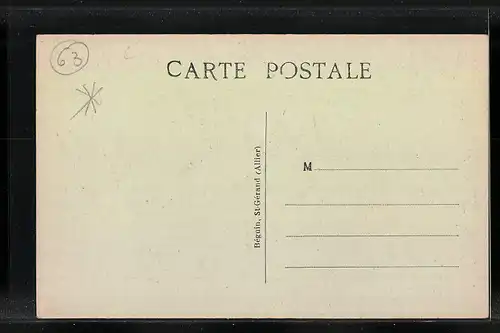 63
CARTE POSTALE
M
Béguin, St-Gérand (Allier)